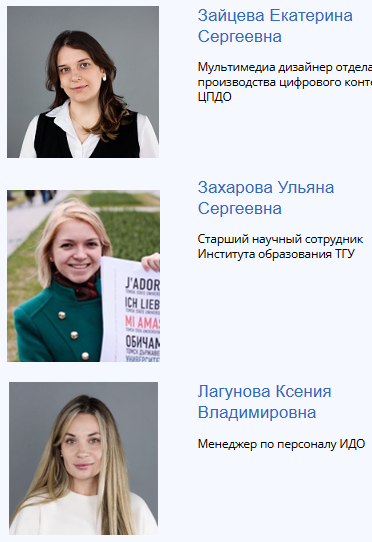 Зайцева Екатерина
Сергеевна
Мультимедиа дизайнер отдела
производства цифрового
ЦПДО
Захарова Ульяна
Сергеевна
Старший научный сотрудник
Института образования ТГУ
J'ADOR
ICH LIEB
MI AMA
ОБИЧАМ
Лагунова Ксения
Владимировна
Менеджер по персоналу ИДО